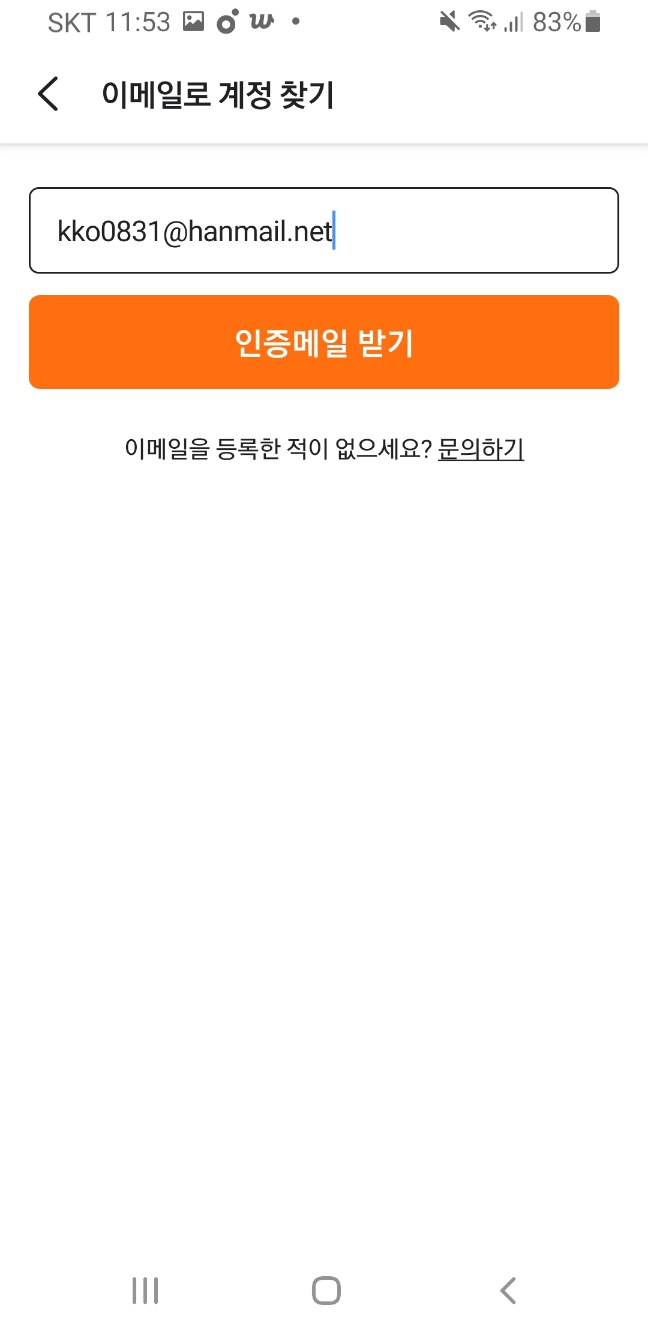 SKT 11:53
83%
이메일로 계정 찾기
kko0831@hanmail.net
인증메일 받기
이메일을 등록한 적이 없으세요? 문의하기